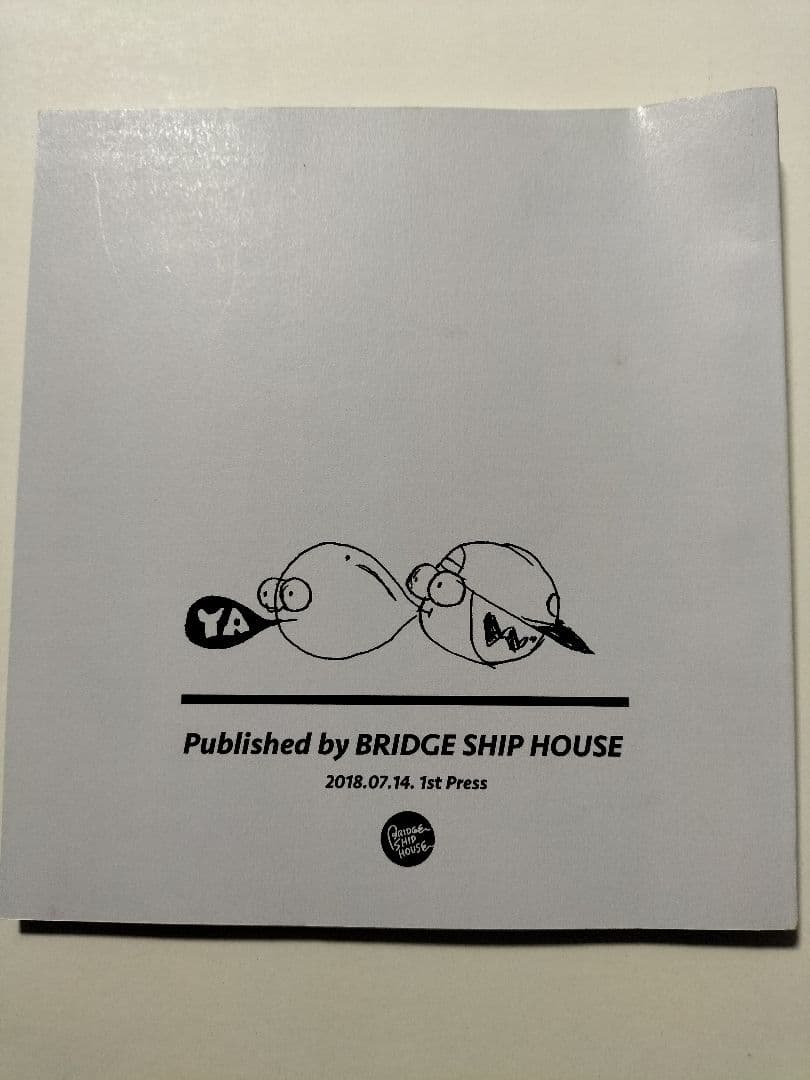 YA
Published by BRIDGE SHIP HOUSE
2018.07.14. 1st Press
BRIDGE
SHIP
HOUSE